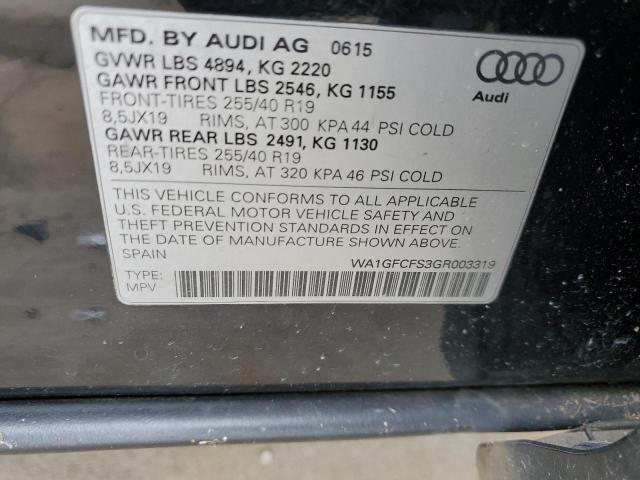 MFD. BY AUDI AG 0615
GVWR LBS 4894, KG 2220
GAWR FRONT LBS 2546, KG 1155
FRONT-TIRES 255/40 R19
8,5JX19 RIMS, AT 300 KPA 44 PSI COLD
GAWR REAR LBS 2491, KG 1130
REAR-TIRES 255/40 R19
8,5JX19 RIMS, AT 320 KPA 46 PSI COLD
Audi
THIS VEHICLE CONFORMS TO ALL APPLICABLE
U.S. FEDERAL MOTOR VEHICLE SAFETY AND
THEFT PREVENTION STANDARDS IN EFFECT ON
THE DATE OF MANUFACTURE SHOWN ABOVE.
SPAIN
WA1GFCFS3GR003319
TYPE:
MPV